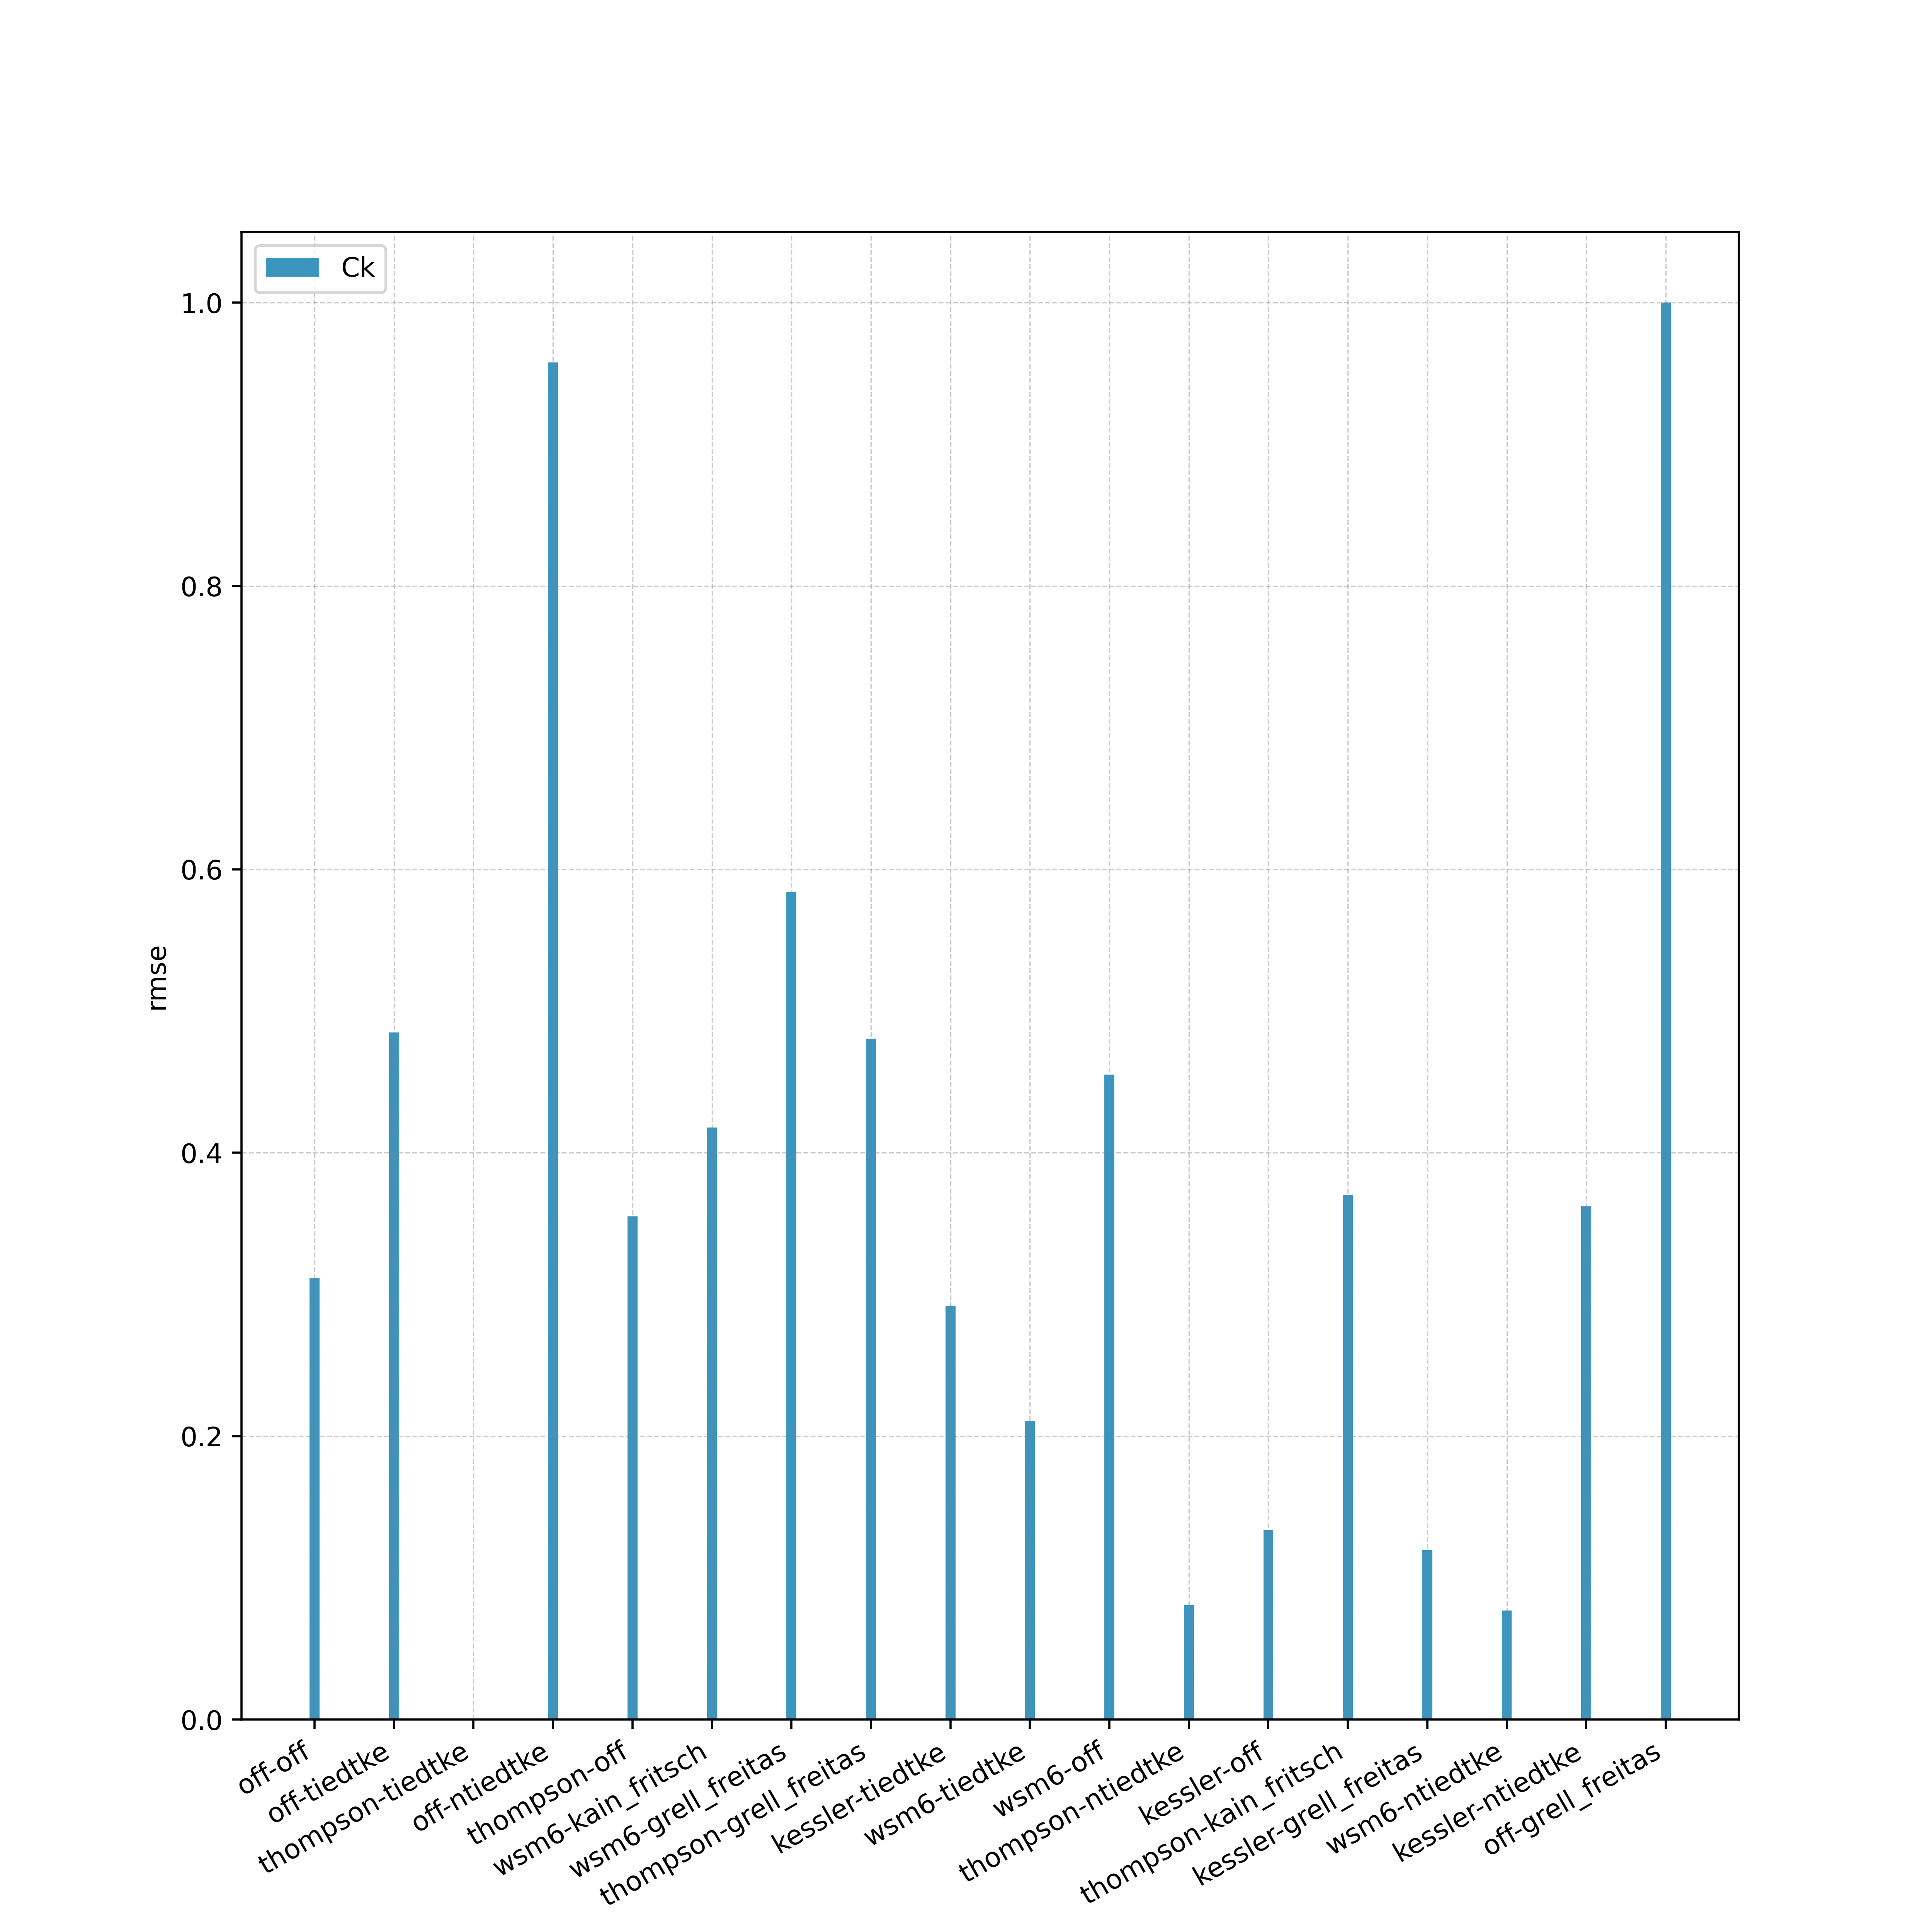 Ck
1.0
0.8
0.6
0.4
0.2
0.0
rmse
off-off
off-tiedtke
thompson-tiedtke
off-ntiedtke
thompson-off
wsm6-kain_fritsch
wsm6-grell_freitas
thompson-grell_freitas
kessler-tiedtke
wsm6-tiedtke
wsm6-off
thompson-ntiedtke
kessler-off
thompson-kain_fritsch
kessler-grell_freitas
wsm6-ntiedtke
kessler-ntiedtke
off-grell_freitas